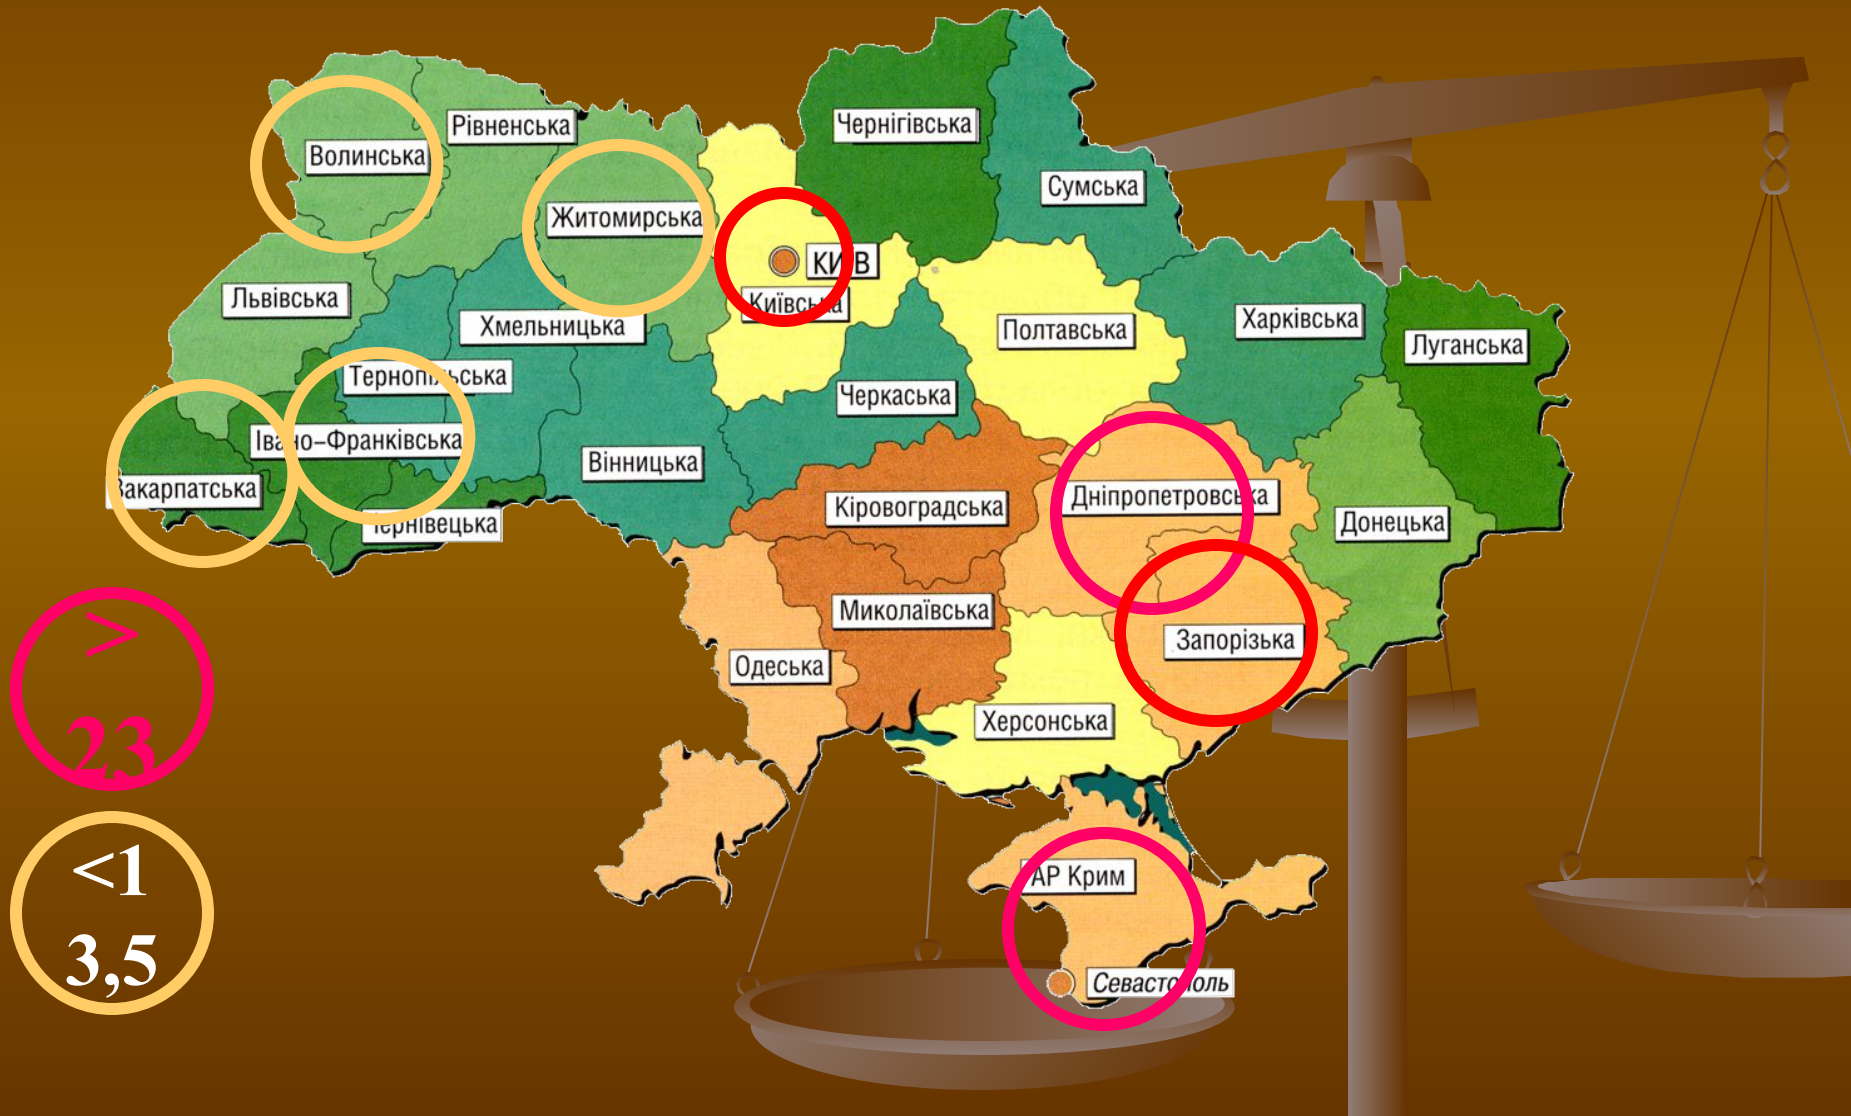 Рівненська
Чернігівська
Волинська
Сумська
Житомирська
КИЇВ
Київська
Львівська
Хмельницька
Полтавська
Харківська
Луганська
Тернопільська
Черкаська
Івано-Франківська
Вінницька
Закарпатська
Кіровоградська
Дніпропетровська
Донецька
Чернівецька
Миколаївська
Запорізька
Одеська
Херсонська
>
23
<1
3,5
АР Крим
Севастополь